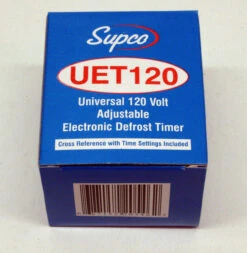 Supco
UET120
Universal 120 Volt
Adjustable
Electronic Defrost Timer
Cross Reference with Time Settings Included